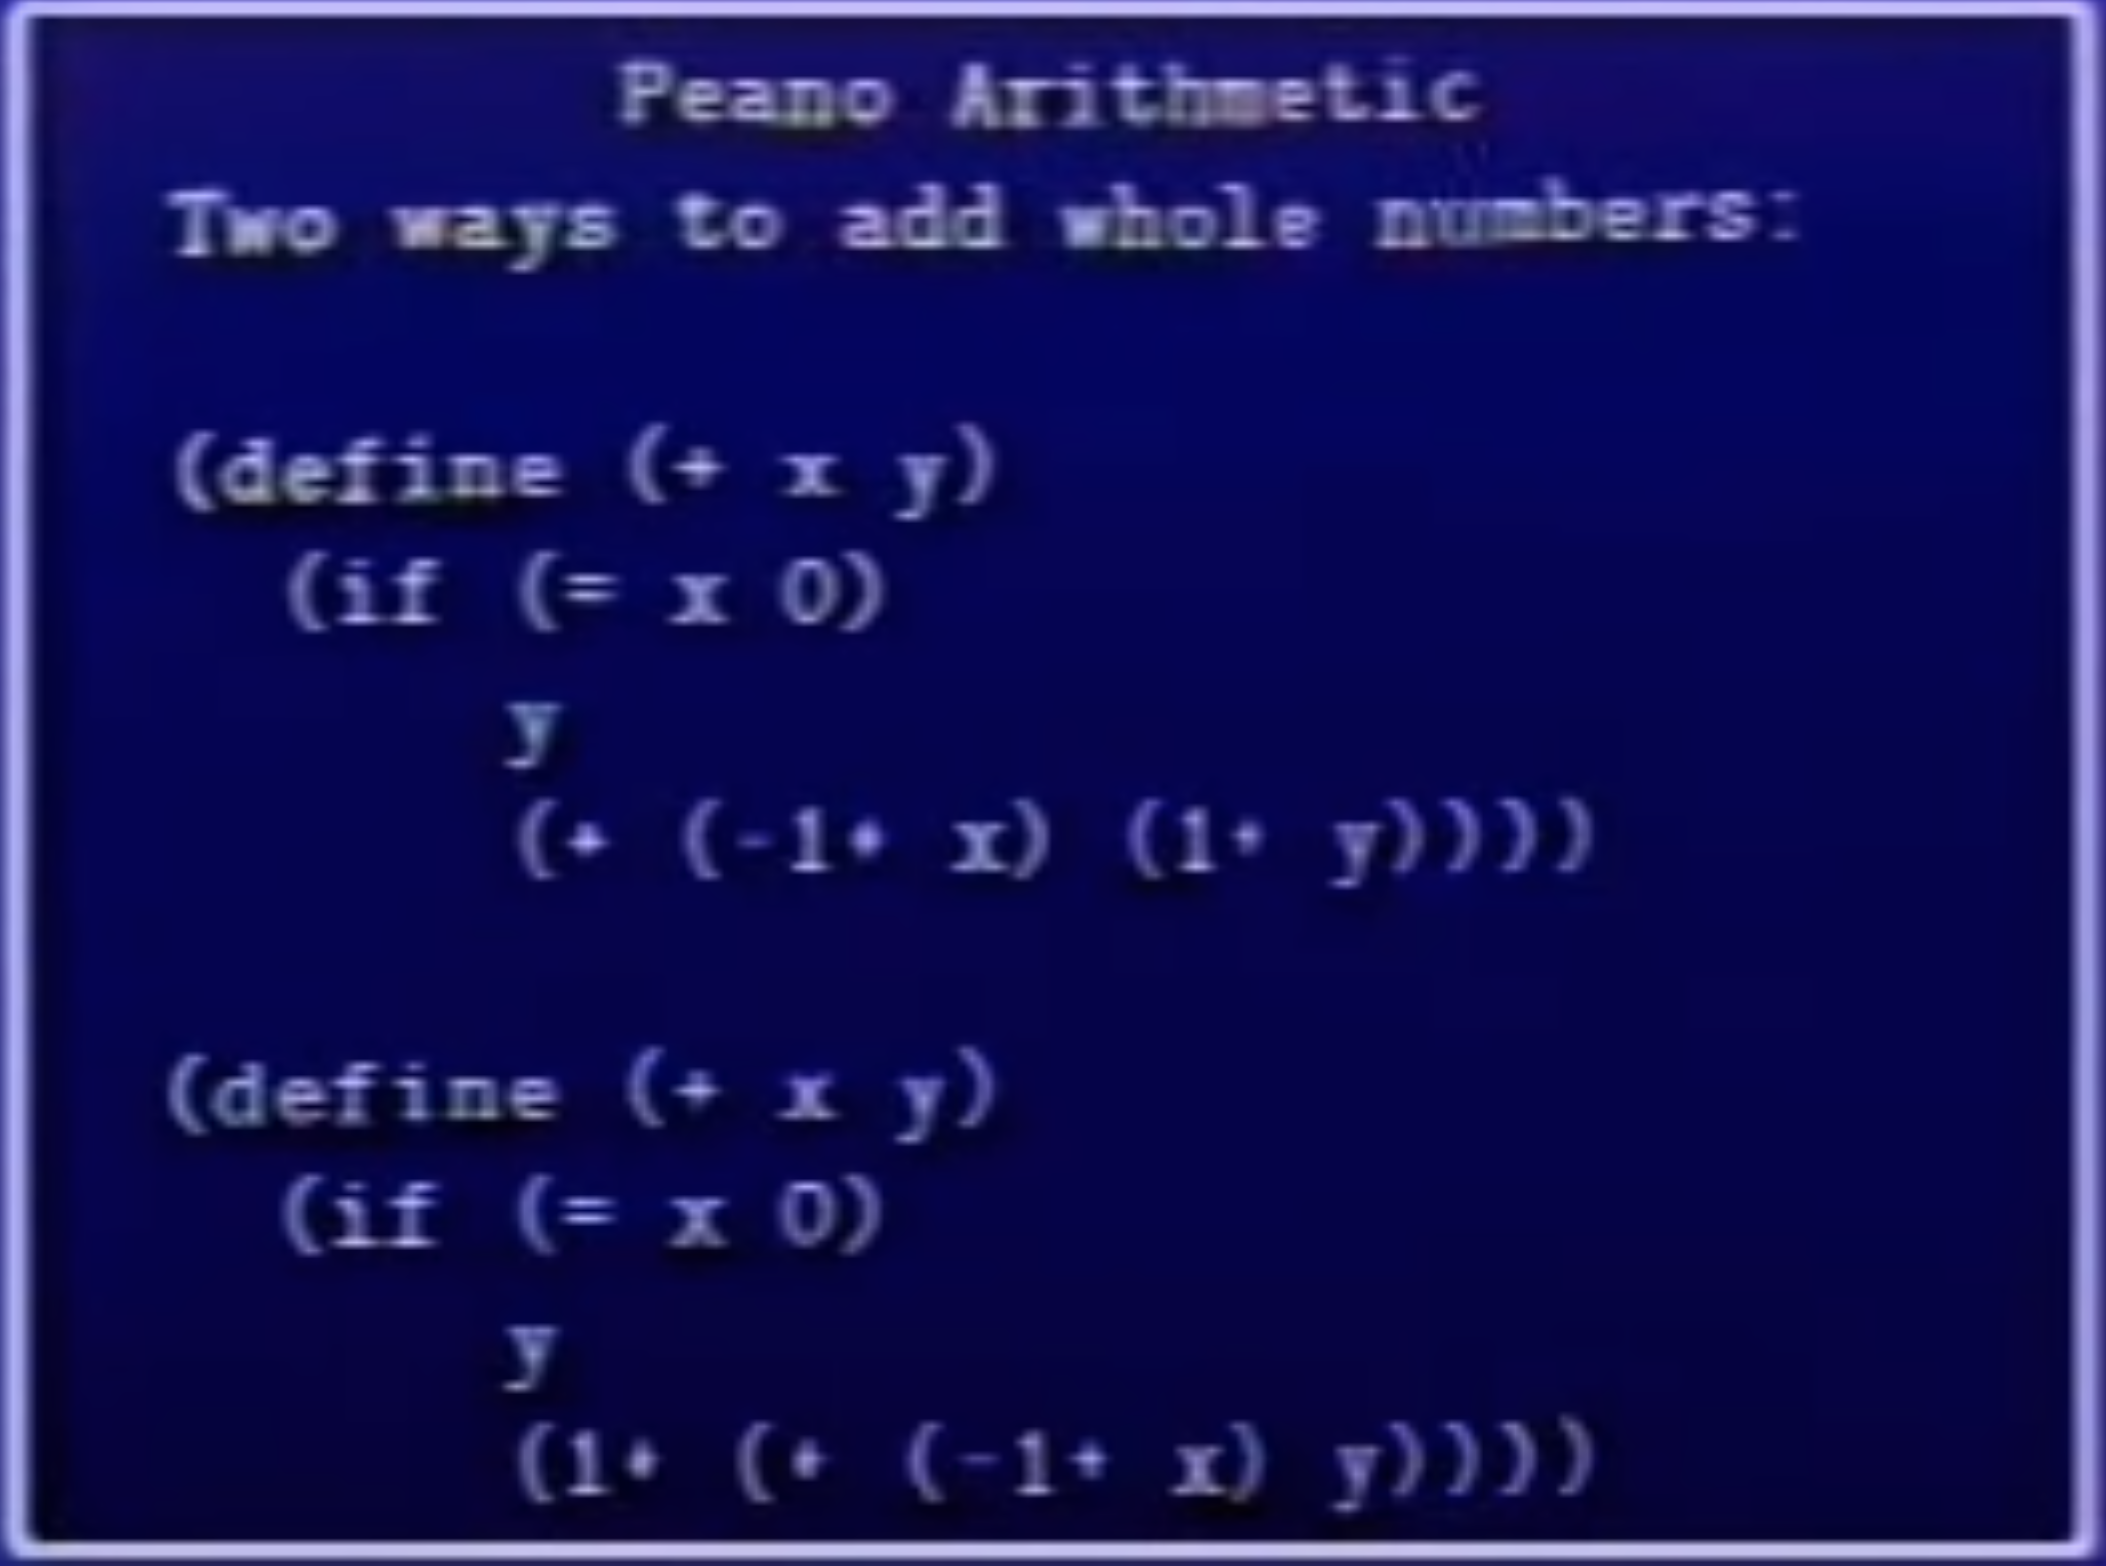 Peano Arithmetic
Two ways to add whole numbers:
(define (+ x y)
(if (= x 0)
y
(+ (-1+ x) (1+ y))))
(define (+ x y)
(if (= x 0)
y
(1+ (+ (-1+ x) y))))